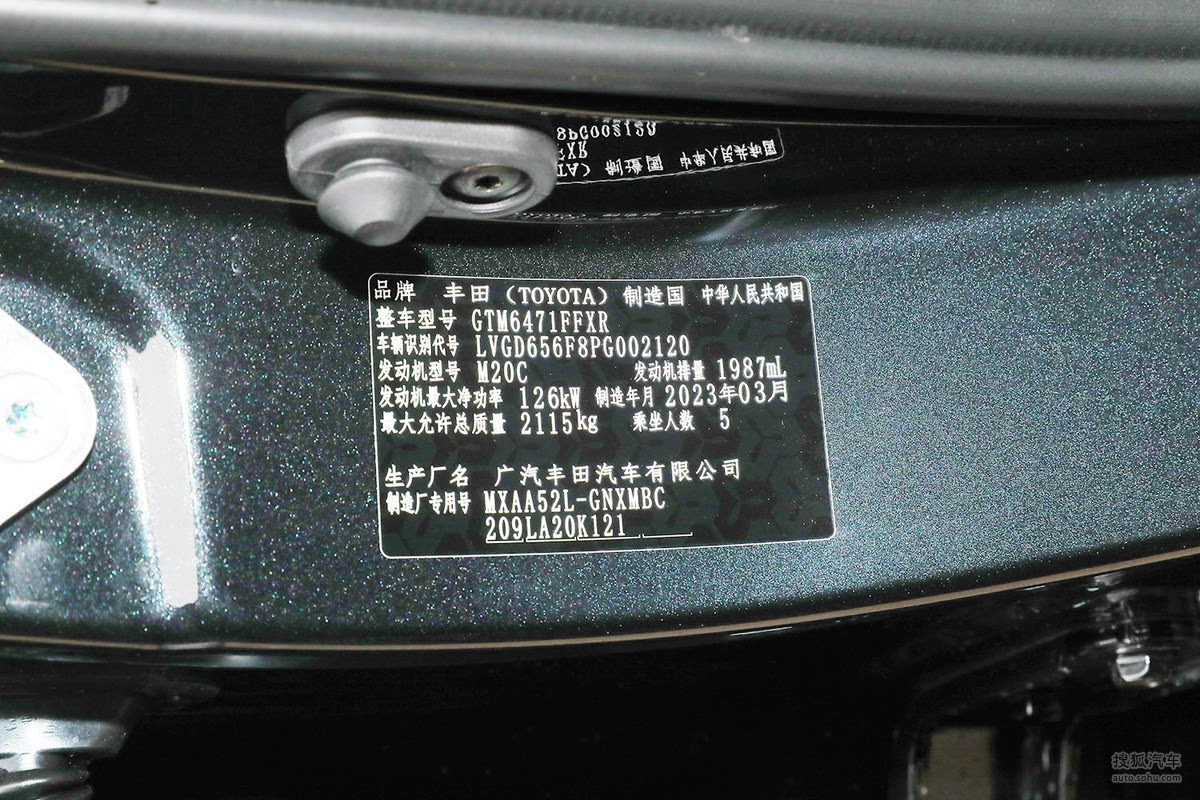 品牌 丰田（TOYOTA）制造国 中华人民共和国
整车型号 GTM6471FFXR
车辆识别代号 LVGD656F8PG002120
发动机型号 M20C 发动机排量 1987mL
发动机最大净功率 126kW 制造年月 2023年03月
最大允许总质量 2115kg 乘坐人数 5
生产厂名 广汽丰田汽车有限公司
制造厂专用号 MXAA52L-GNXMBC
209LA20K121
搜狐汽车
auto.sohu.com